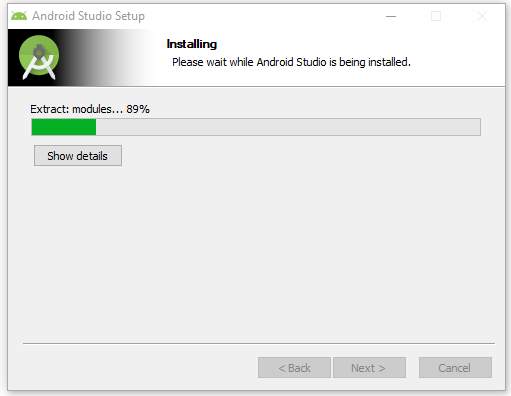 Android Studio Setup
Installing
Please wait while Android Studio is being installed.
Extract: modules... 89%
Show details
< Back Next > Cancel